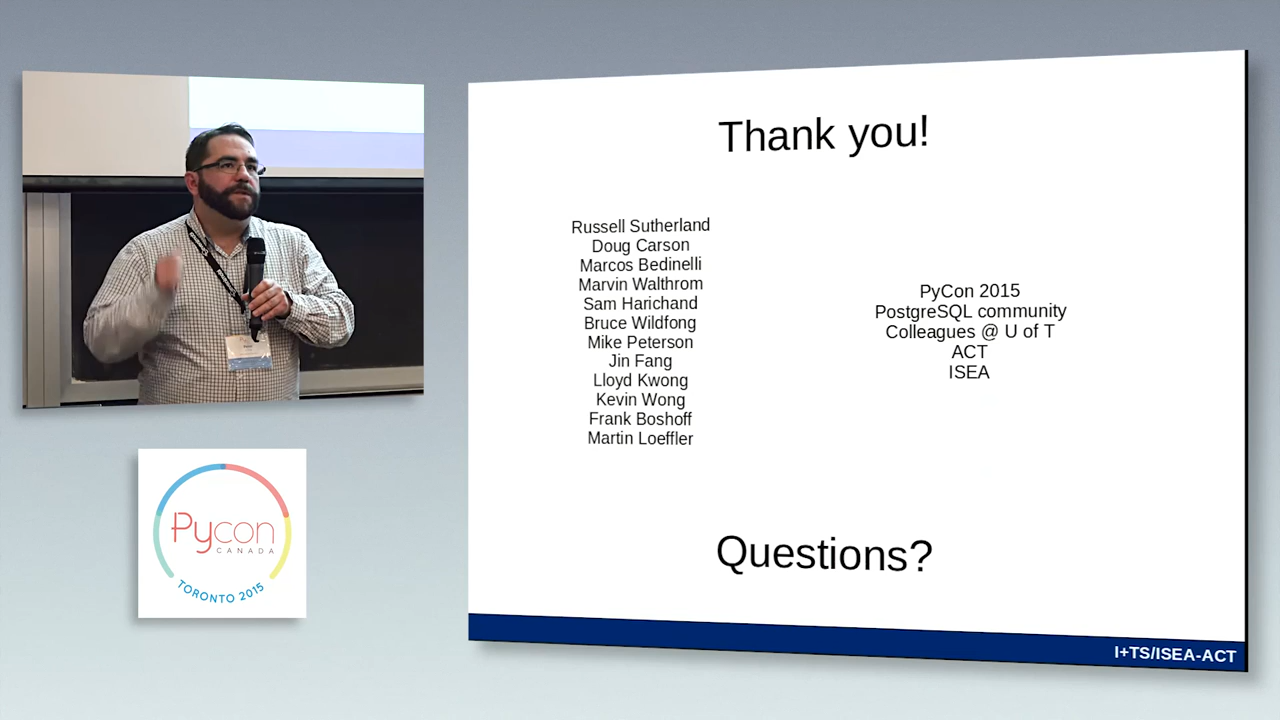 Thank you!
Russell Sutherland
Doug Carson
Marcos Bedinelli
Marvin Walthrom
Sam Harichand
Bruce Wildfong
Mike Peterson
Jin Fang
Lloyd Kwong
Kevin Wong
Frank Boshoff
Martin Loeffler
PyCon 2015
PostgreSQL community
Colleagues @ U of T
ACT
ISEA
Questions?
I+TS/ISEA-ACT
Pycon
CANADA
TORONTO 2015